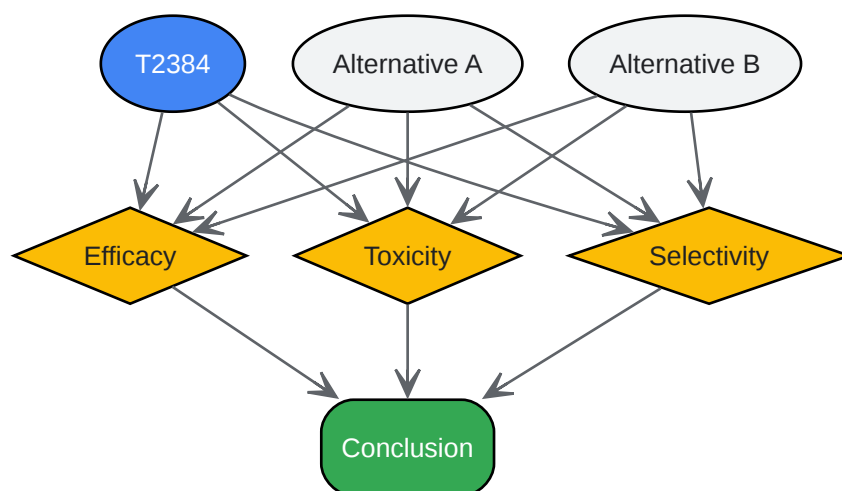 T2384
Alternative A
Alternative B
Efficacy
Toxicity
Selectivity
Conclusion